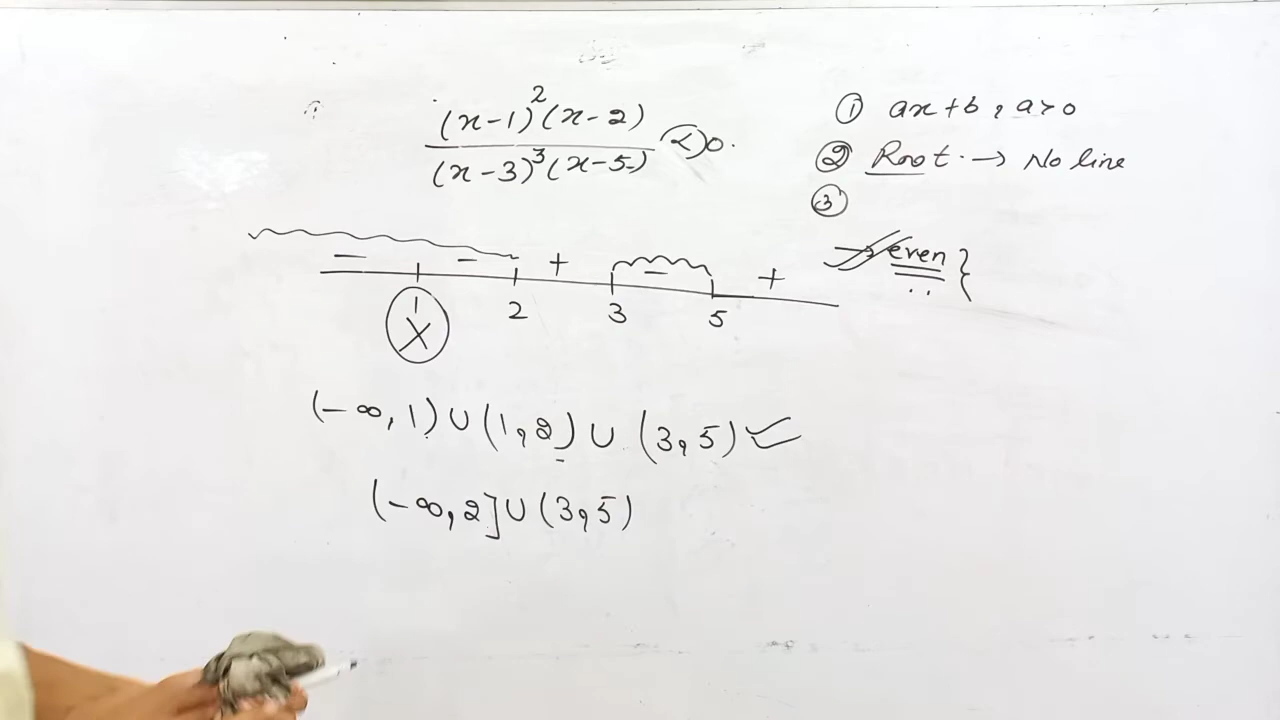 (x-1)²(x-2)
(x-3)³(x-5)
<0.
① ax+b, a>0
② Root. → No line
③
→ even }
- - + - +
1 2 3 5
X
(-∞, 1) ∪ (1, 2) ∪ (3, 5)
(-∞, 2] ∪ (3, 5)